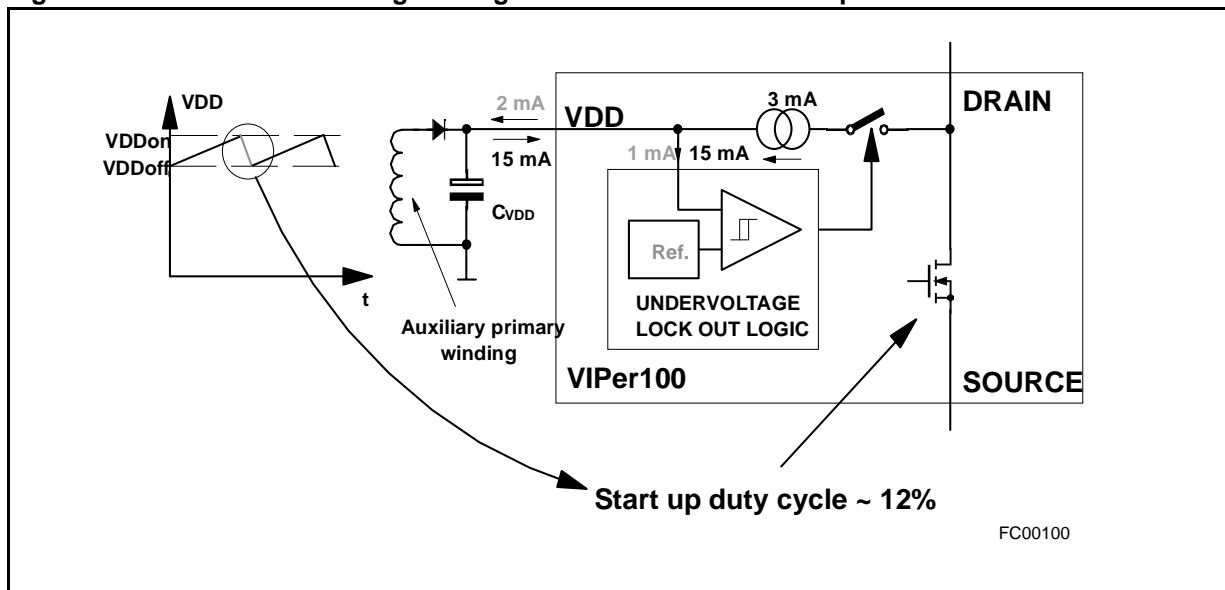 VDD
VDDon
VDDoff
t
2 mA
15 mA
CVDD
Auxiliary primary
winding
VDD
3 mA
DRAIN
1 mA
15 mA
Ref.
UNDERVOLTAGE
LOCK OUT LOGIC
VIPer100
SOURCE
Start up duty cycle ~ 12%
FC00100